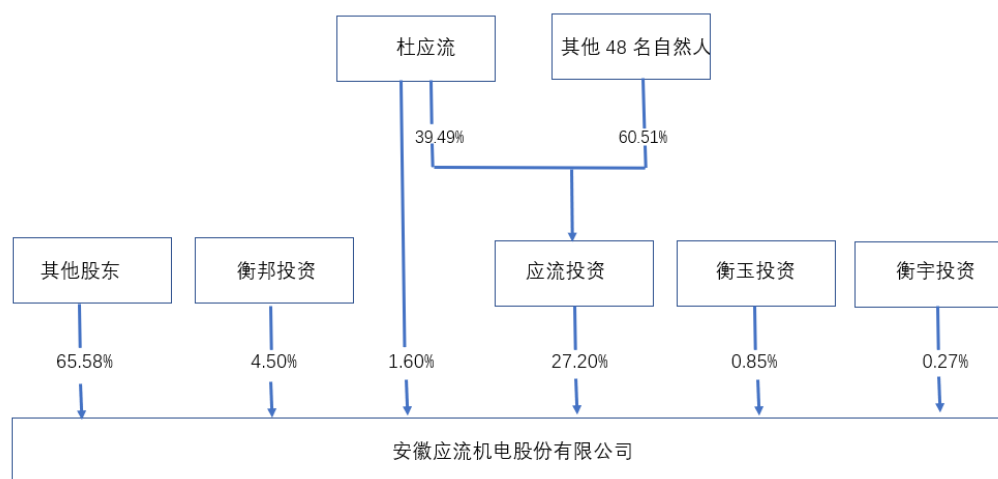 杜应流
其他 48 名自然人
39.49%
60.51%
其他股东
衡邦投资
应流投资
衡玉投资
衡宇投资
65.58%
4.50%
1.60%
27.20%
0.85%
0.27%
安徽应流机电股份有限公司